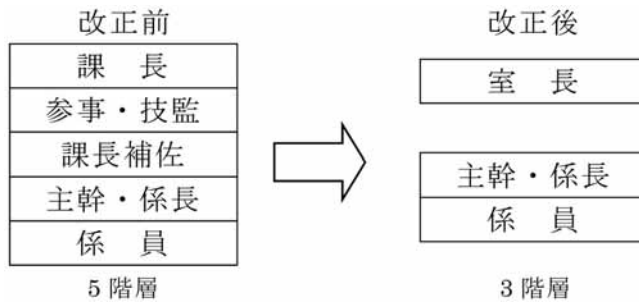 改正前
課　長
参事・技監
課長補佐
主幹・係長
係　員
5 階層
改正後
室　長
主幹・係長
係　員
3 階層